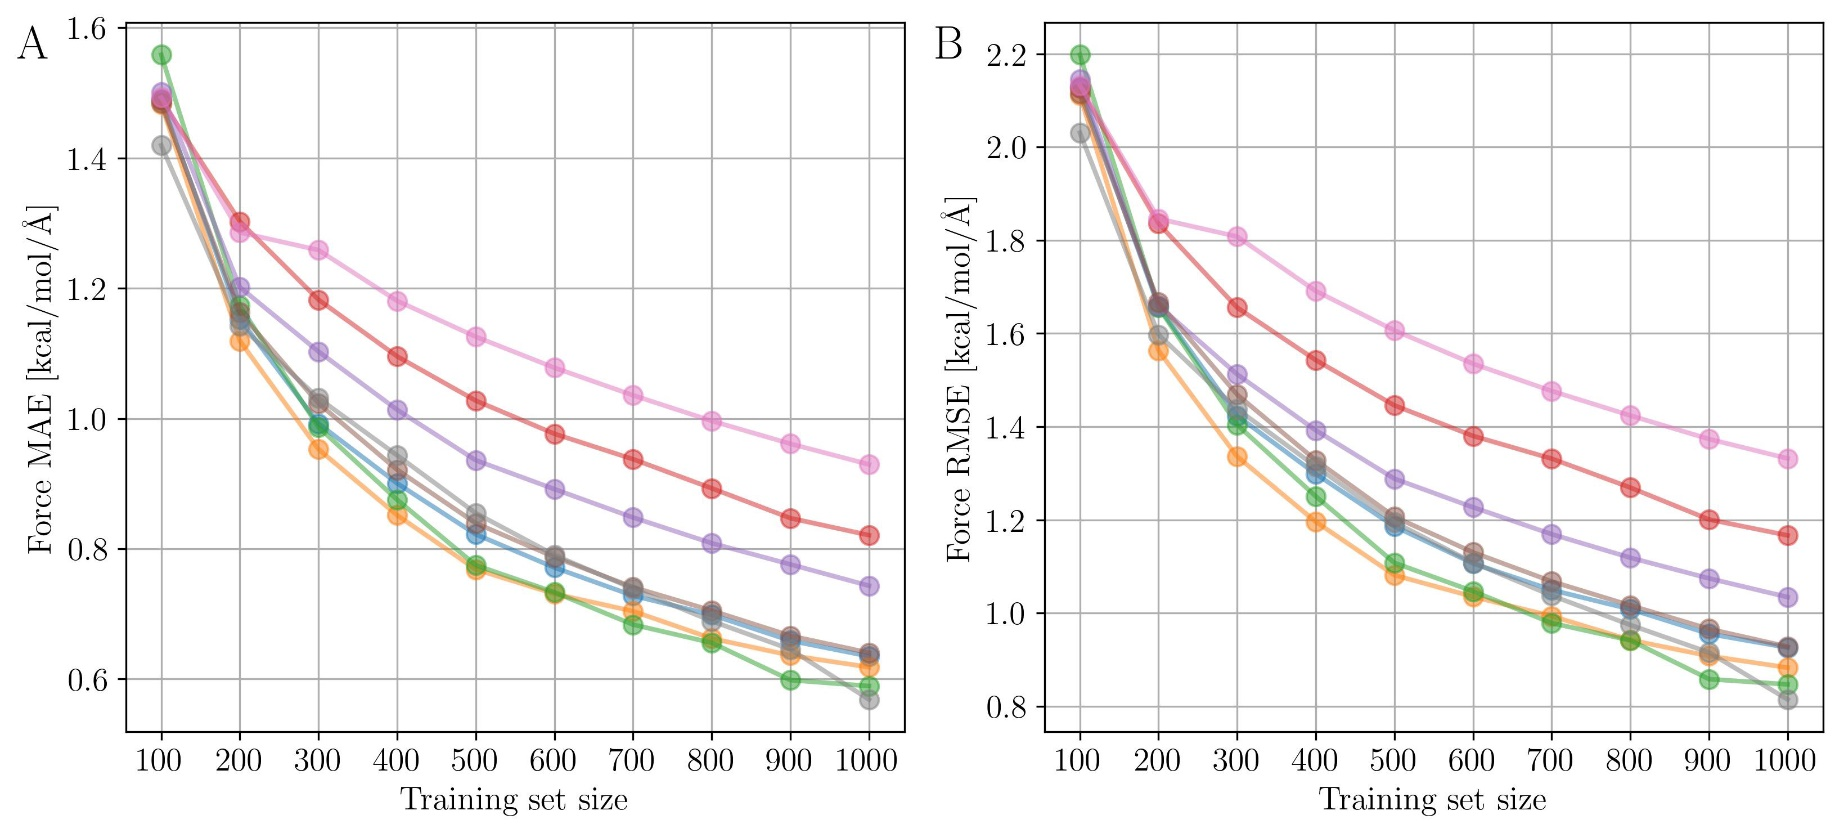 A
Force MAE [kcal/mol/Å]
1.6
1.4
1.2
1.0
0.8
0.6
100 200 300 400 500 600 700 800 900 1000
Training set size
B
Force RMSE [kcal/mol/Å]
2.2
2.0
1.8
1.6
1.4
1.2
1.0
0.8
100 200 300 400 500 600 700 800 900 1000
Training set size